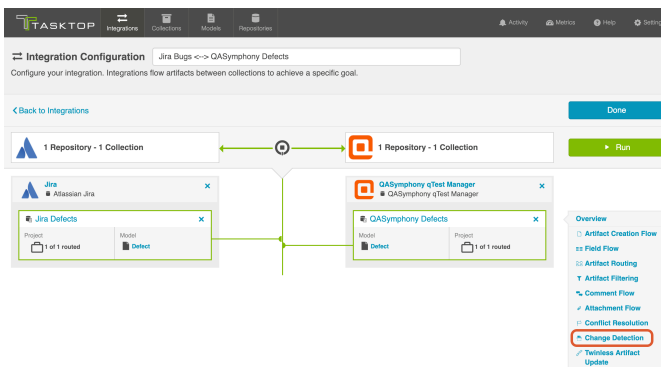 TASKTOP
Integrations
Collections
Models
Repositories
Activity
Metrics
Help
Setting
Integration Configuration
Jira Bugs <--> QASymphony Defects
Configure your integration. Integrations flow artifacts between collections to achieve a specific goal.
Back to Integrations
Done
1 Repository - 1 Collection
1 Repository - 1 Collection
Run
Jira
Atlassian Jira
Jira Defects
Project
1 of 1 routed
Model
Defect
QASymphony qTest Manager
QASymphony qTest Manager
QASymphony Defects
Model
Defect
Project
1 of 1 routed
Overview
Artifact Creation Flow
Field Flow
Artifact Routing
Artifact Filtering
Comment Flow
Attachment Flow
Conflict Resolution
Change Detection
Twinless Artifact
Update